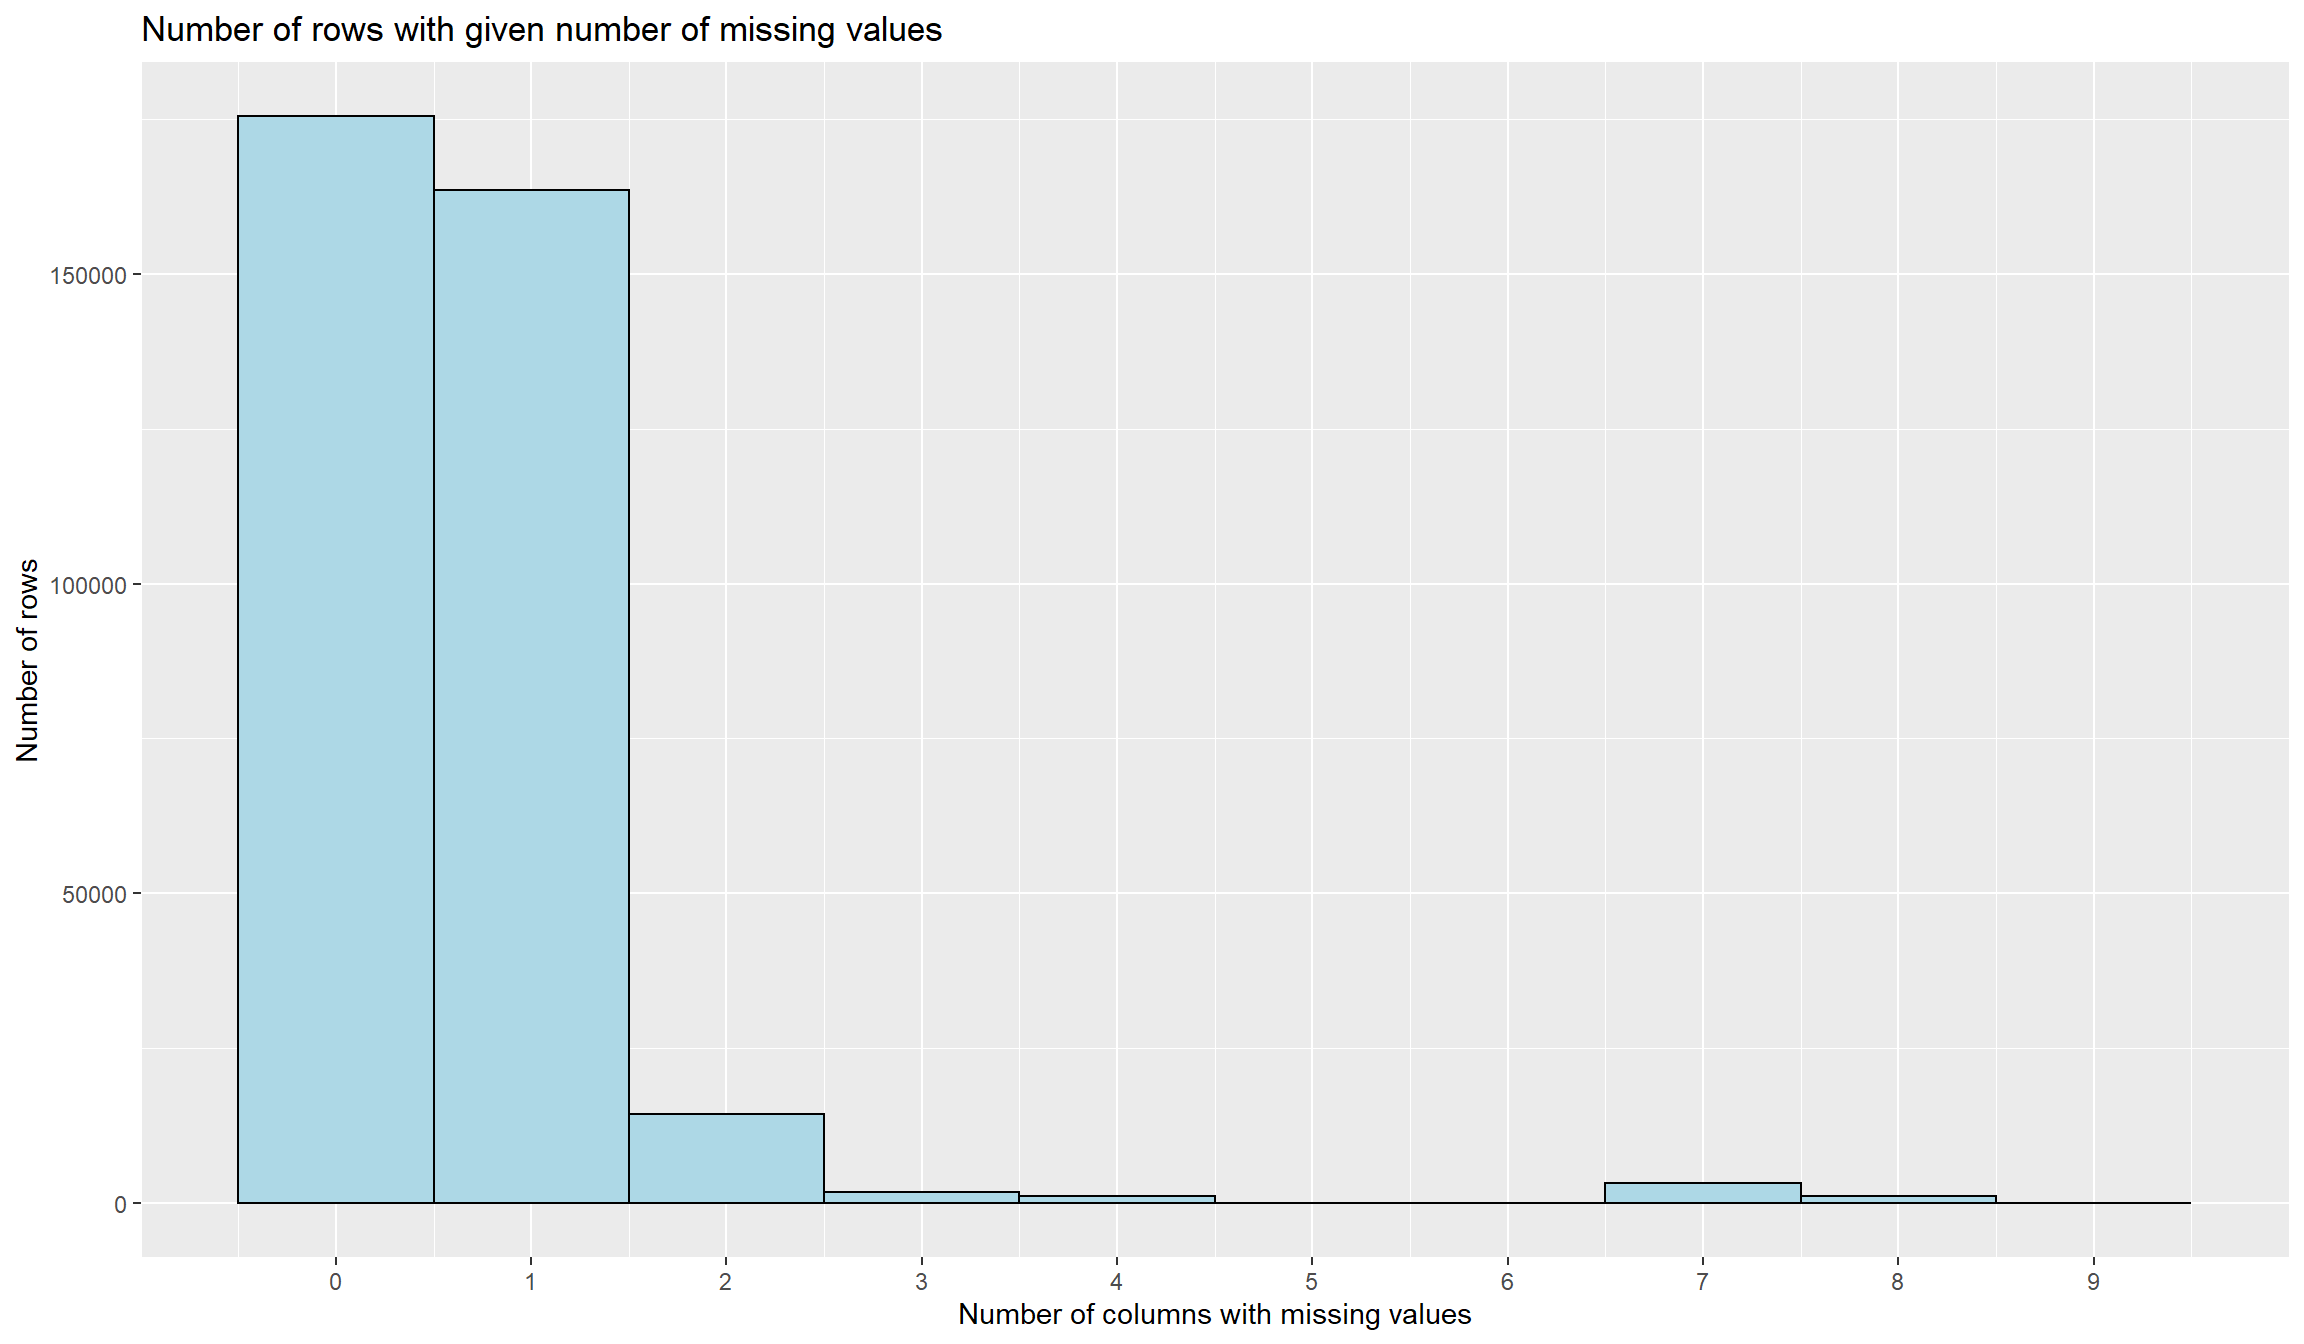 Number of rows with given number of missing values
150000
100000
50000
0
Number of rows
0 1 2 3 4 5 6 7 8 9
Number of columns with missing values